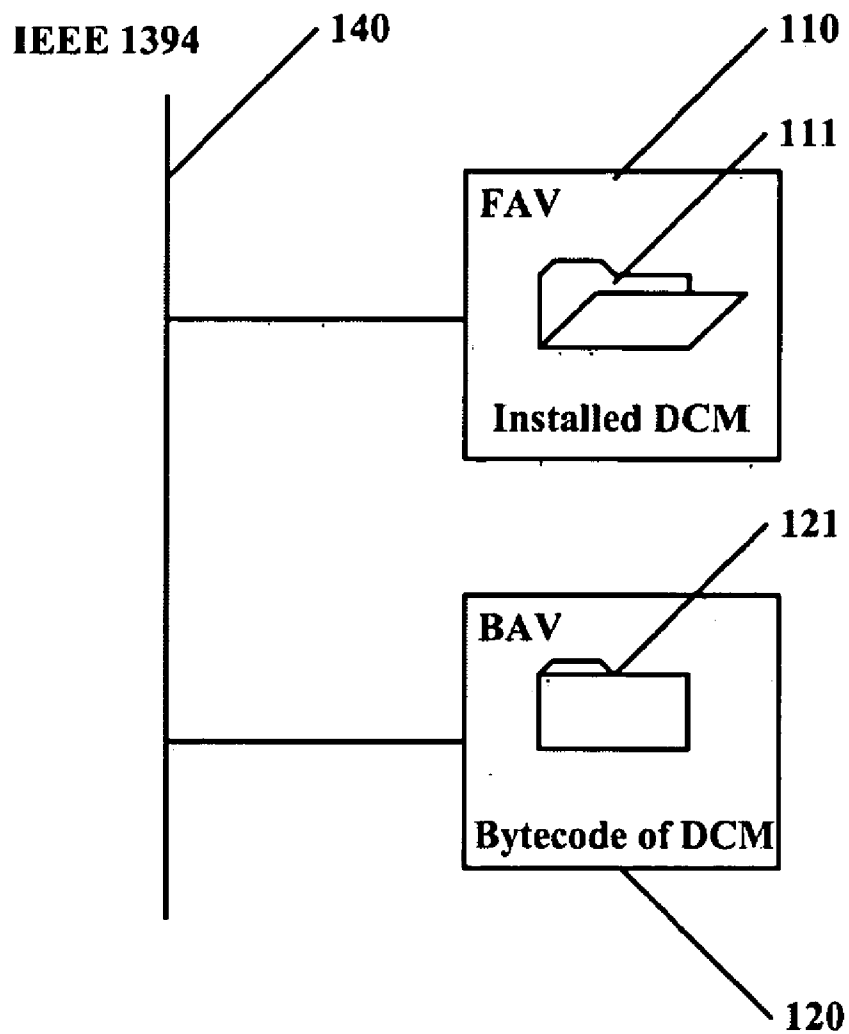 IEEE 1394
140
110
111
FAV
Installed DCM
121
BAV
Bytecode of DCM
120